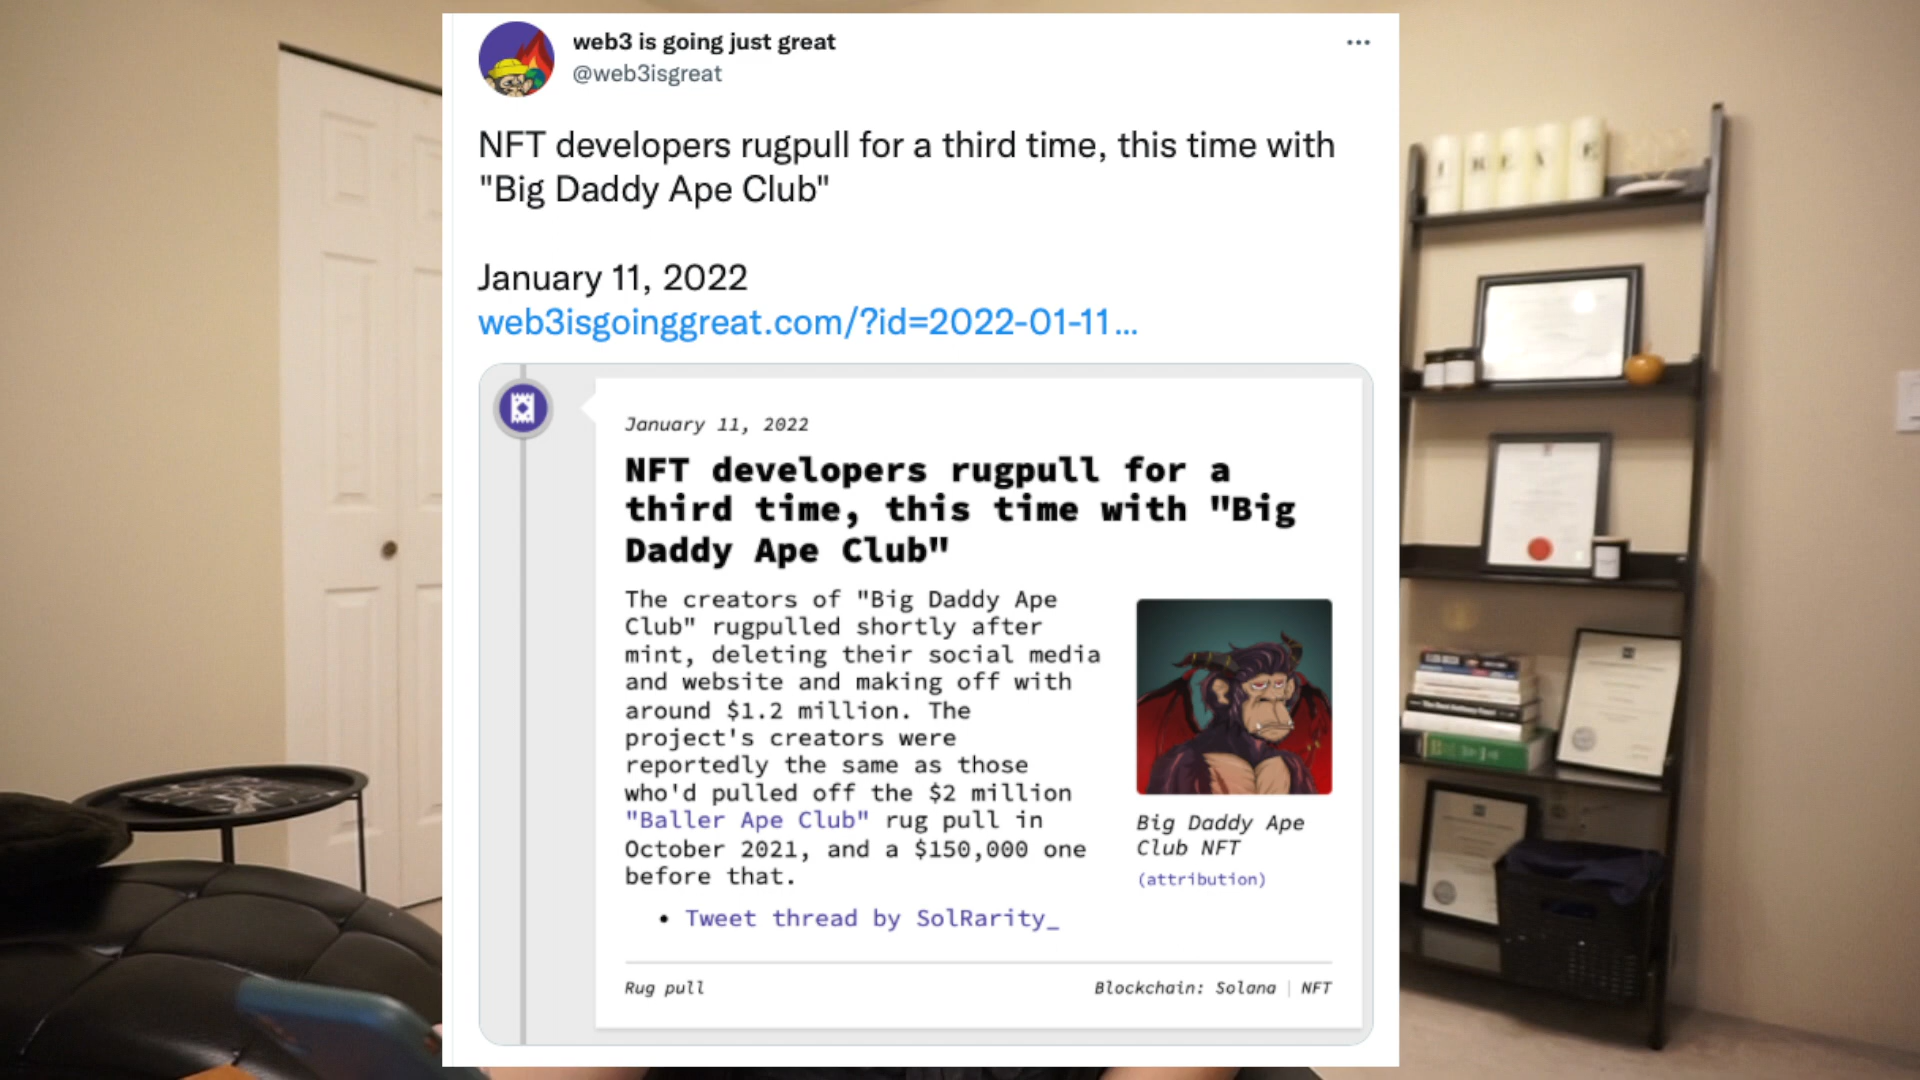 web3 is going just great
@web3isgreat
NFT developers rugpull for a third time, this time with
"Big Daddy Ape Club"
January 11, 2022
web3isgoinggreat.com/?id=2022-01-11…
January 11, 2022
NFT developers rugpull for a
third time, this time with "Big
Daddy Ape Club"
The creators of "Big Daddy Ape
Club" rugpulled shortly after
mint, deleting their social media
and website and making off with
around $1.2 million. The
project's creators were
reportedly the same as those
who'd pulled off the $2 million
"Baller Ape Club" rug pull in
October 2021, and a $150,000 one
before that.
• Tweet thread by SolRarity_
Big Daddy Ape
Club NFT
(attribution)
Rug pull
Blockchain: Solana | NFT